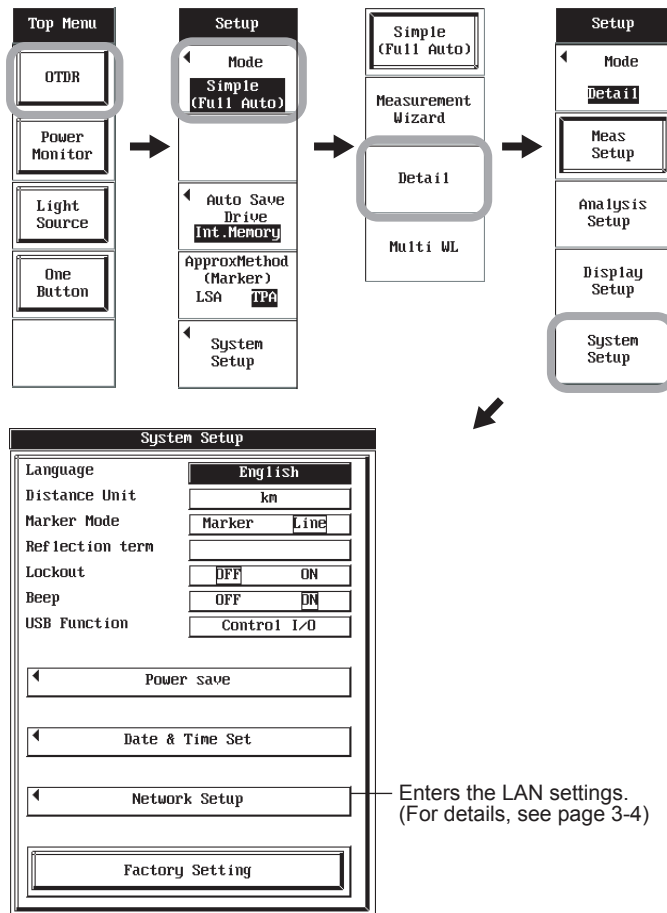 Top Menu
OTDR
Power
Monitor
Light
Source
One
Button
Setup
Mode
Simple
(Full Auto)
Auto Save
Drive
Int.Memory
ApproxMethod
(Marker)
LSA TPA
System
Setup
Simple
(Full Auto)
Measurement
Wizard
Detail
Multi WL
Setup
Mode
Detail
Meas
Setup
Analysis
Setup
Display
Setup
System
Setup
System Setup
Language English
Distance Unit km
Marker Mode Marker Line
Reflection term
Lockout OFF ON
Beep OFF ON
USB Function Control I/O
Power save
Date & Time Set
Network Setup
Enters the LAN settings.
(For details, see page 3-4)
Factory Setting